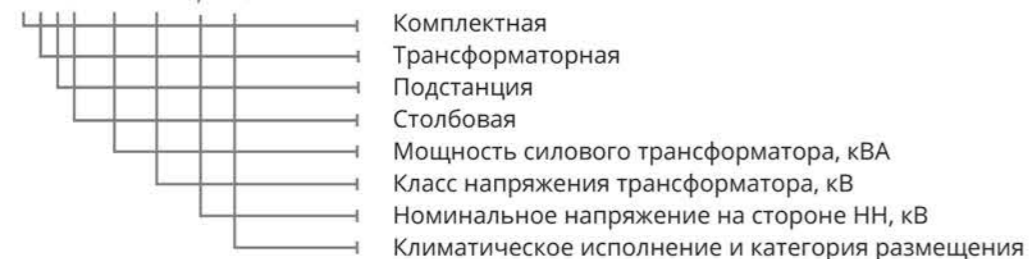 Комплектная
Трансформаторная
Подстанция
Столбовая
Мощность силового трансформатора, кВА
Класс напряжения трансформатора, кВ
Номинальное напряжение на стороне НН, кВ
Климатическое исполнение и категория размещения